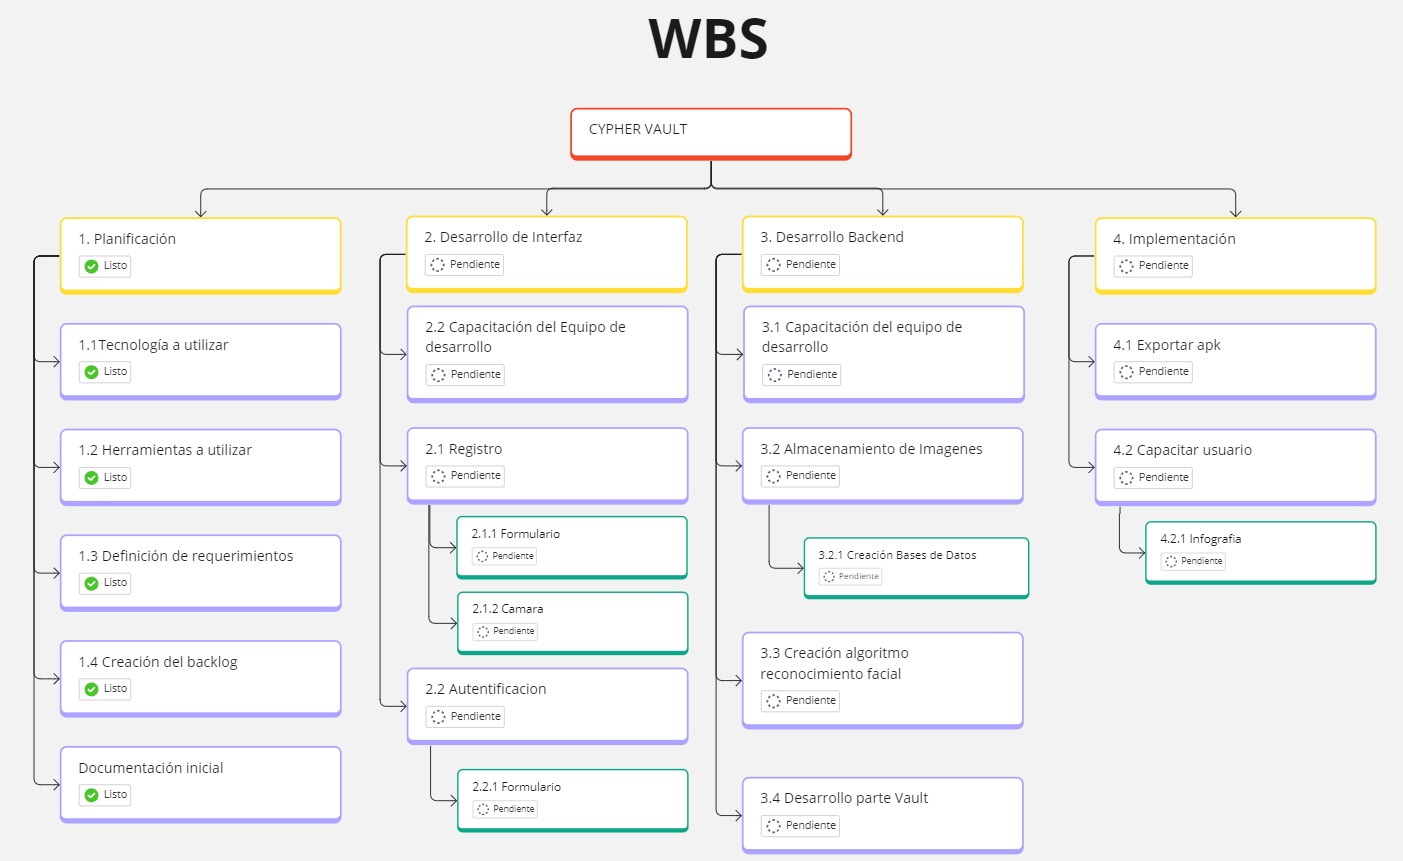 WBS
CYPHER VAULT
1. Planificación
Listo
1.1Tecnología a utilizar
Listo
1.2 Herramientas a utilizar
Listo
1.3 Definición de requerimientos
Listo
1.4 Creación del backlog
Listo
Documentación inicial
Listo
2. Desarrollo de Interfaz
Pendiente
2.2 Capacitación del Equipo de
desarrollo
Pendiente
2.1 Registro
Pendiente
2.1.1 Formulario
Pendiente
2.1.2 Camara
Pendiente
2.2 Autentificacion
Pendiente
2.2.1 Formulario
Pendiente
3. Desarrollo Backend
Pendiente
3.1 Capacitación del equipo de
desarrollo
Pendiente
3.2 Almacenamiento de Imagenes
Pendiente
3.2.1 Creación Bases de Datos
Pendiente
3.3 Creación algoritmo
reconocimiento facial
Pendiente
3.4 Desarrollo parte Vault
Pendiente
4. Implementación
Pendiente
4.1 Exportar apk
Pendiente
4.2 Capacitar usuario
Pendiente
4.2.1 Infografia
Pendiente